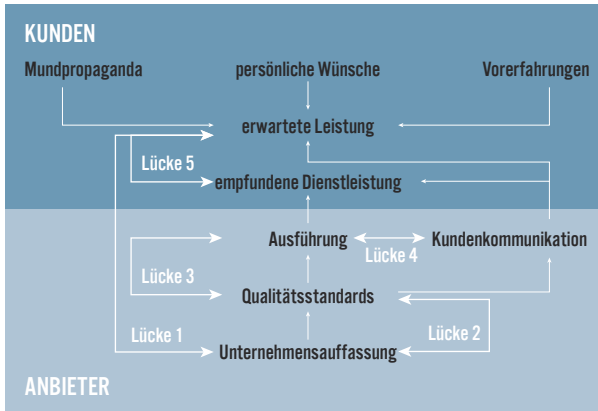 KUNDEN
Mundpropaganda persönliche Wünsche Vorerfahrungen
erwartete Leistung
Lücke 5
empfundene Dienstleistung
Ausführung Kundenkommunikation
Lücke 4
Lücke 3
Qualitätsstandards
Lücke 1 Lücke 2
Unternehmensauffassung
ANBIETER